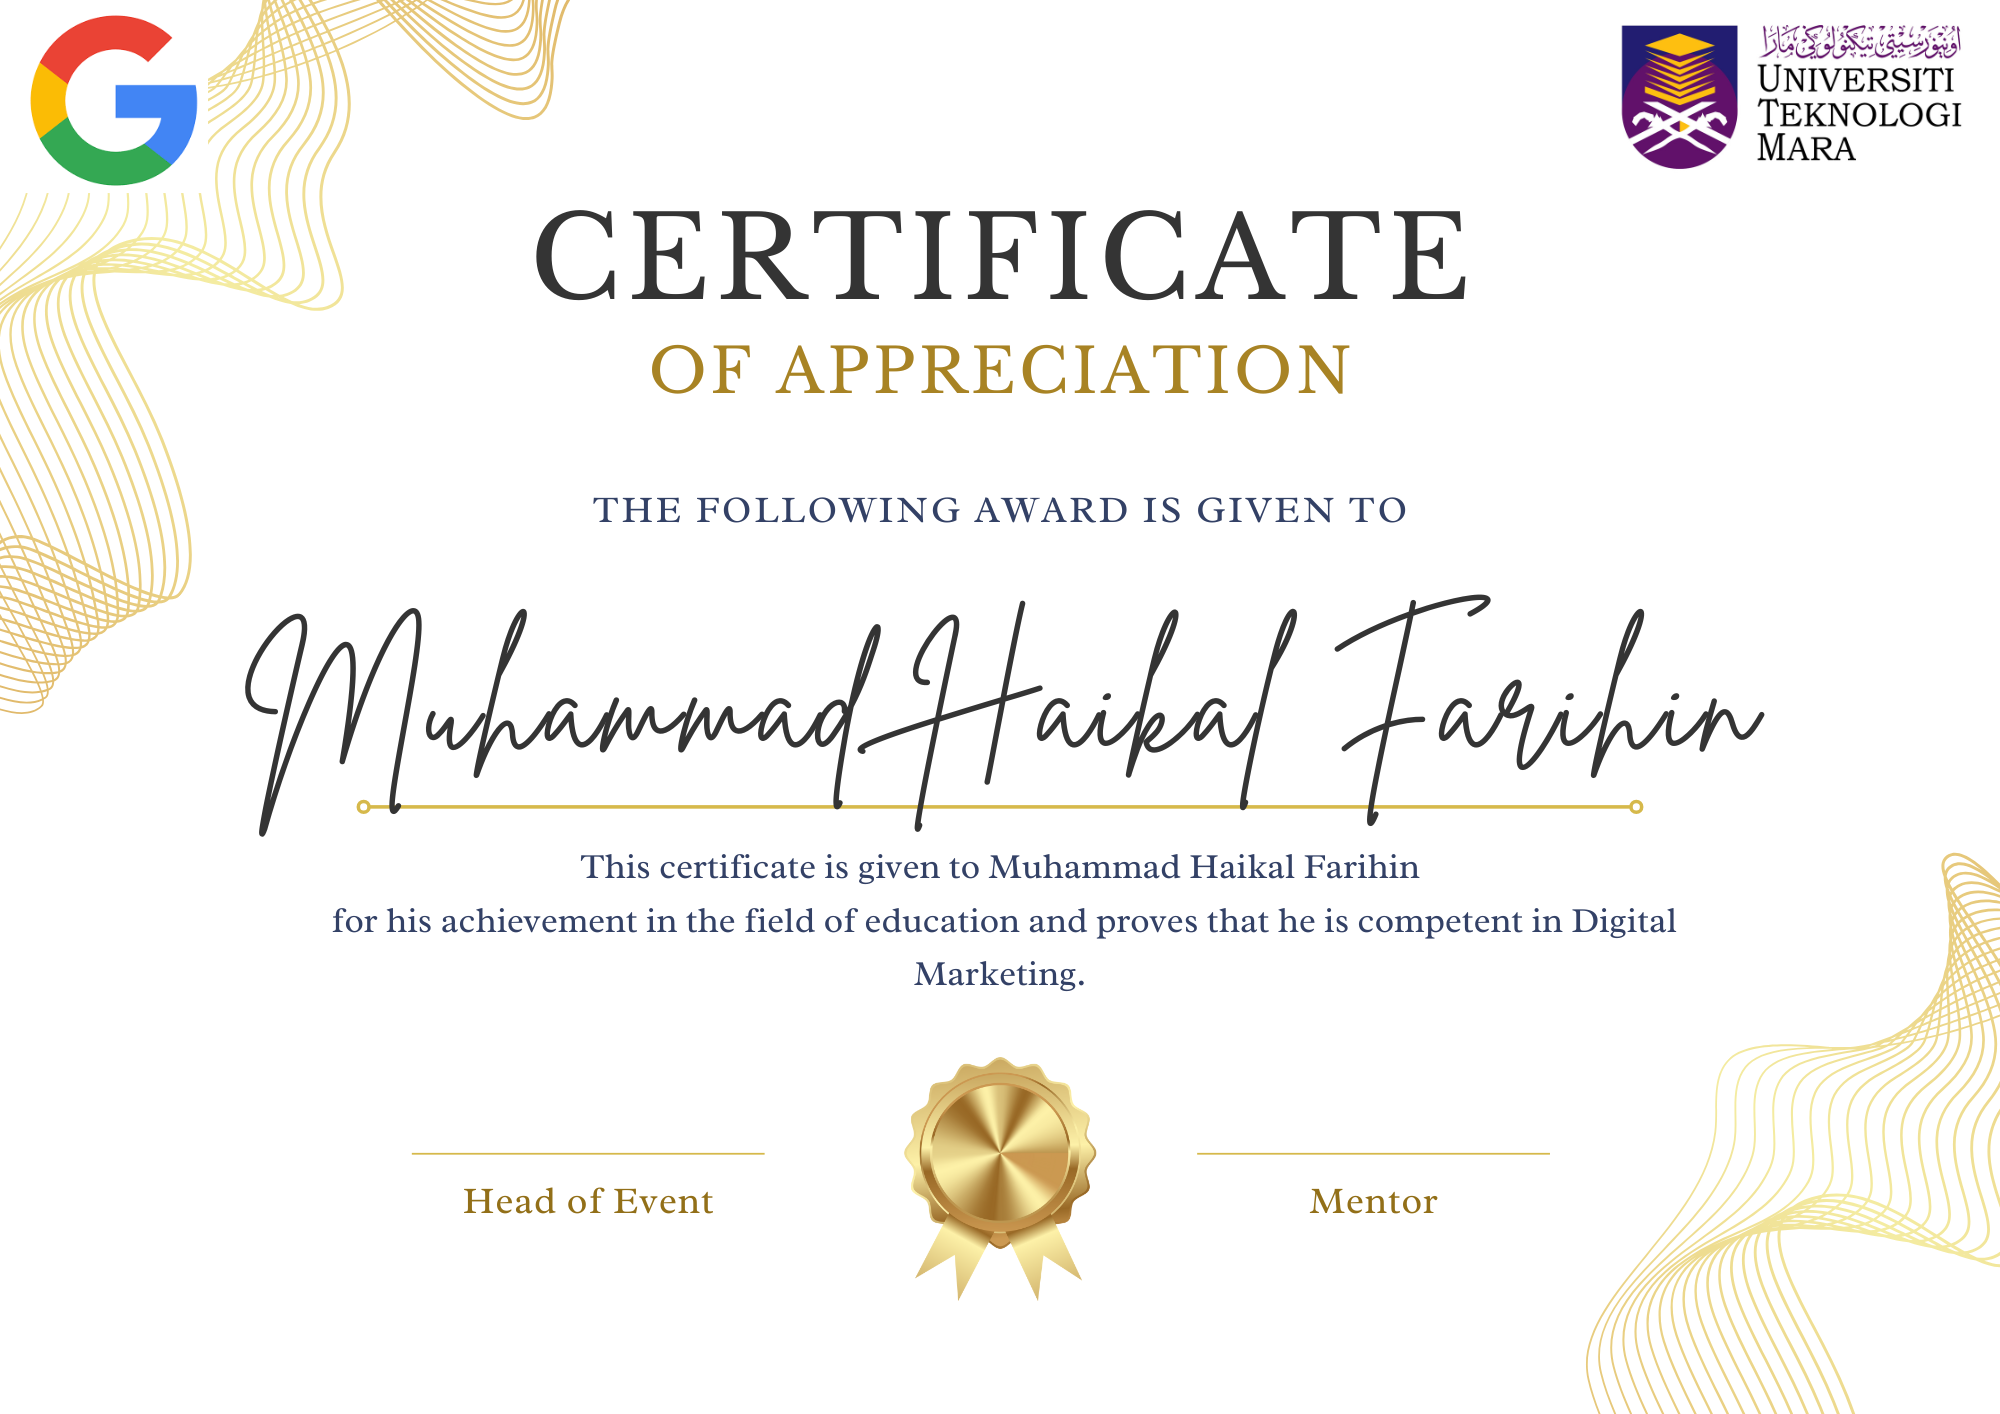 اونيۏرسيتي تيكنولوݢي مارا
UNIVERSITI
TEKNOLOGI
MARA
CERTIFICATE
OF APPRECIATION
THE FOLLOWING AWARD IS GIVEN TO
Muhammad Haikal Farihin
This certificate is given to Muhammad Haikal Farihin
for his achievement in the field of education and proves that he is competent in Digital
Marketing.
Head of Event
Mentor